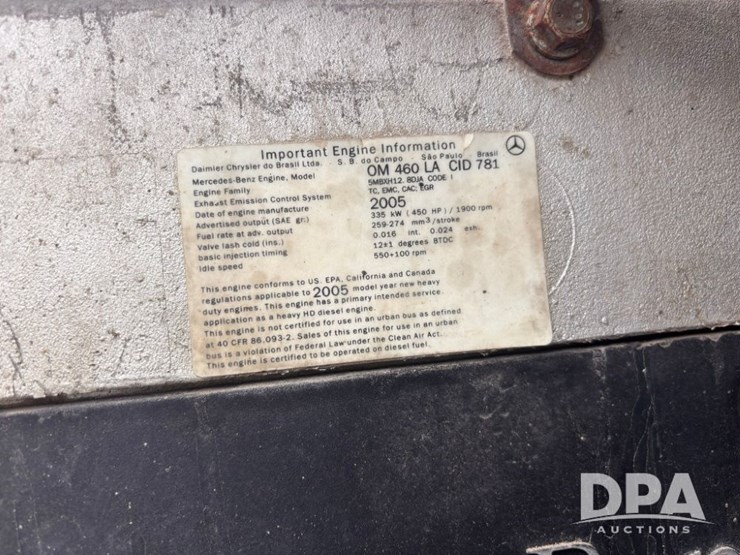 Important Engine Information
Daimler Chrysler do Brasil Ltda. S. B. do Campo São Paulo Brasil
Mercedes-Benz Engine, Model OM 460 LA CID 781
Engine Family 5MBXH12.8DJA CODE 1
Exhaust Emission Control System TC, EMC, CAC, EGR
Date of engine manufacture 2005
Advertised output (SAE gr.) 335 kW (450 HP) / 1900 rpm
Fuel rate at adv. output 259-274 mm³/stroke
Valve lash cold (ins.) 0.016 int. 0.024 exh.
basic injection timing 12±1 degrees BTDC
Idle speed 550+100 rpm
This engine conforms to US. EPA, California and Canada
regulations applicable to 2005 model year new heavy
duty engines. This engine has a primary intended service
application as a heavy HD diesel engine.
This engine is not certified for use in an urban bus as defined
at 40 CFR 86.093-2. Sales of this engine for use in an urban
bus is a violation of Federal Law under the Clean Air Act.
This engine is certified to be operated on diesel fuel.
DPA
AUCTIONS